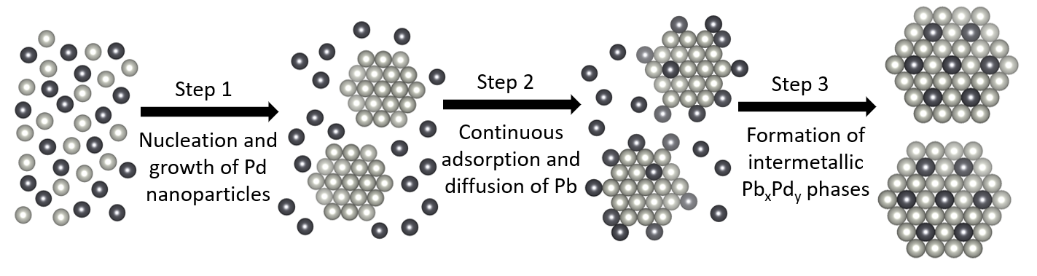 Step 1
Nucleation and
growth of Pd
nanoparticles
Step 2
Continuous
adsorption and
diffusion of Pb
Step 3
Formation of
intermetallic
PbₓPdᵧ phases